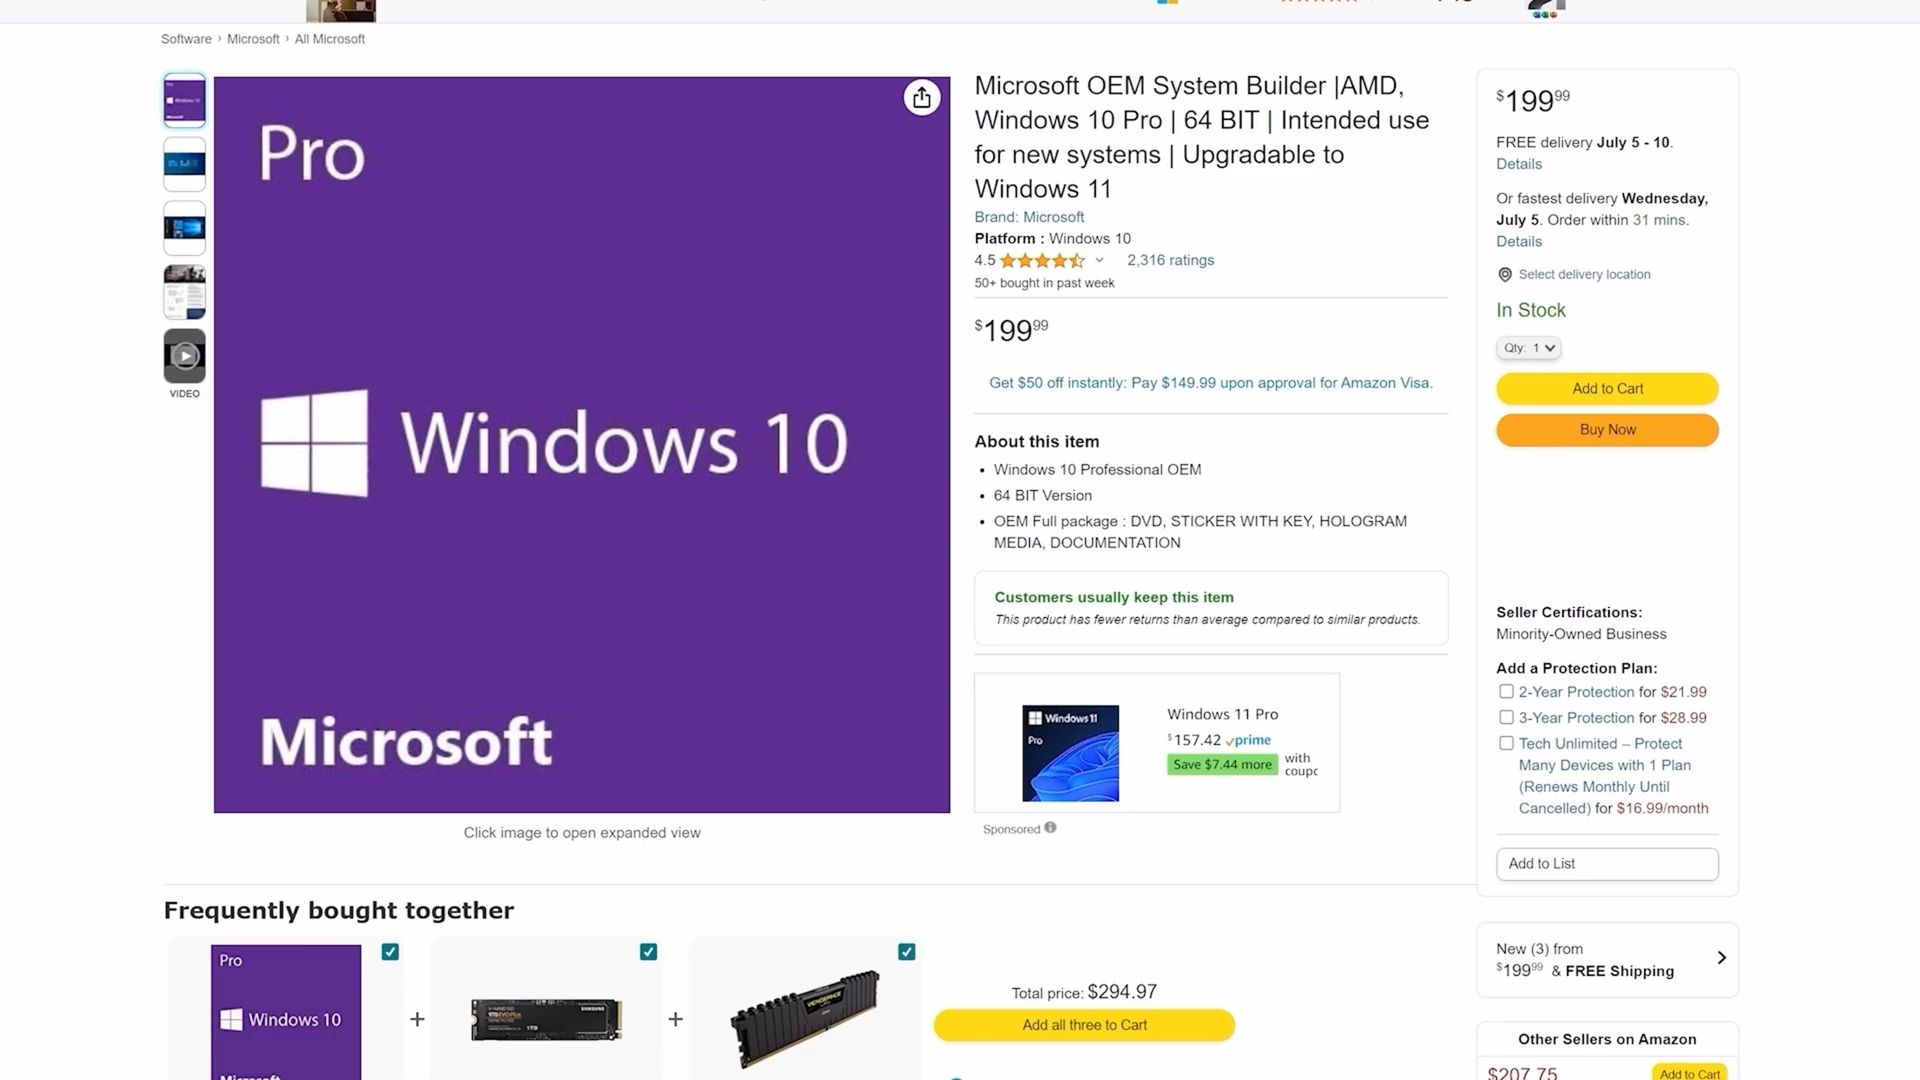 Software › Microsoft › All Microsoft
Pro
Windows 10
Microsoft
VIDEO
Click image to open expanded view
Microsoft OEM System Builder |AMD,
Windows 10 Pro | 64 BIT | Intended use
for new systems | Upgradable to
Windows 11
Brand: Microsoft
Platform : Windows 10
4.5 2,316 ratings
50+ bought in past week
$199 99
Get $50 off instantly: Pay $149.99 upon approval for Amazon Visa.
About this item
• Windows 10 Professional OEM
• 64 BIT Version
• OEM Full package : DVD, STICKER WITH KEY, HOLOGRAM
MEDIA, DOCUMENTATION
Customers usually keep this item
This product has fewer returns than average compared to similar products.
Windows 11
Pro
Windows 11 Pro
$157.42 prime
Save $7.44 more with
coupo
Sponsored
$199 99
FREE delivery July 5 - 10.
Details
Or fastest delivery Wednesday,
July 5. Order within 31 mins.
Details
Select delivery location
In Stock
Qty: 1
Add to Cart
Buy Now
Seller Certifications:
Minority-Owned Business
Add a Protection Plan:
2-Year Protection for $21.99
3-Year Protection for $28.99
Tech Unlimited – Protect
Many Devices with 1 Plan
(Renews Monthly Until
Cancelled) for $16.99/month
Add to List
New (3) from
$199 99 & FREE Shipping
Other Sellers on Amazon
$207.75
Add to Cart
Frequently bought together
Pro
Windows 10
Microsoft
+
SAMSUNG
970 EVO Plus
1TB
+
VENGEANCE
Total price: $294.97
Add all three to Cart